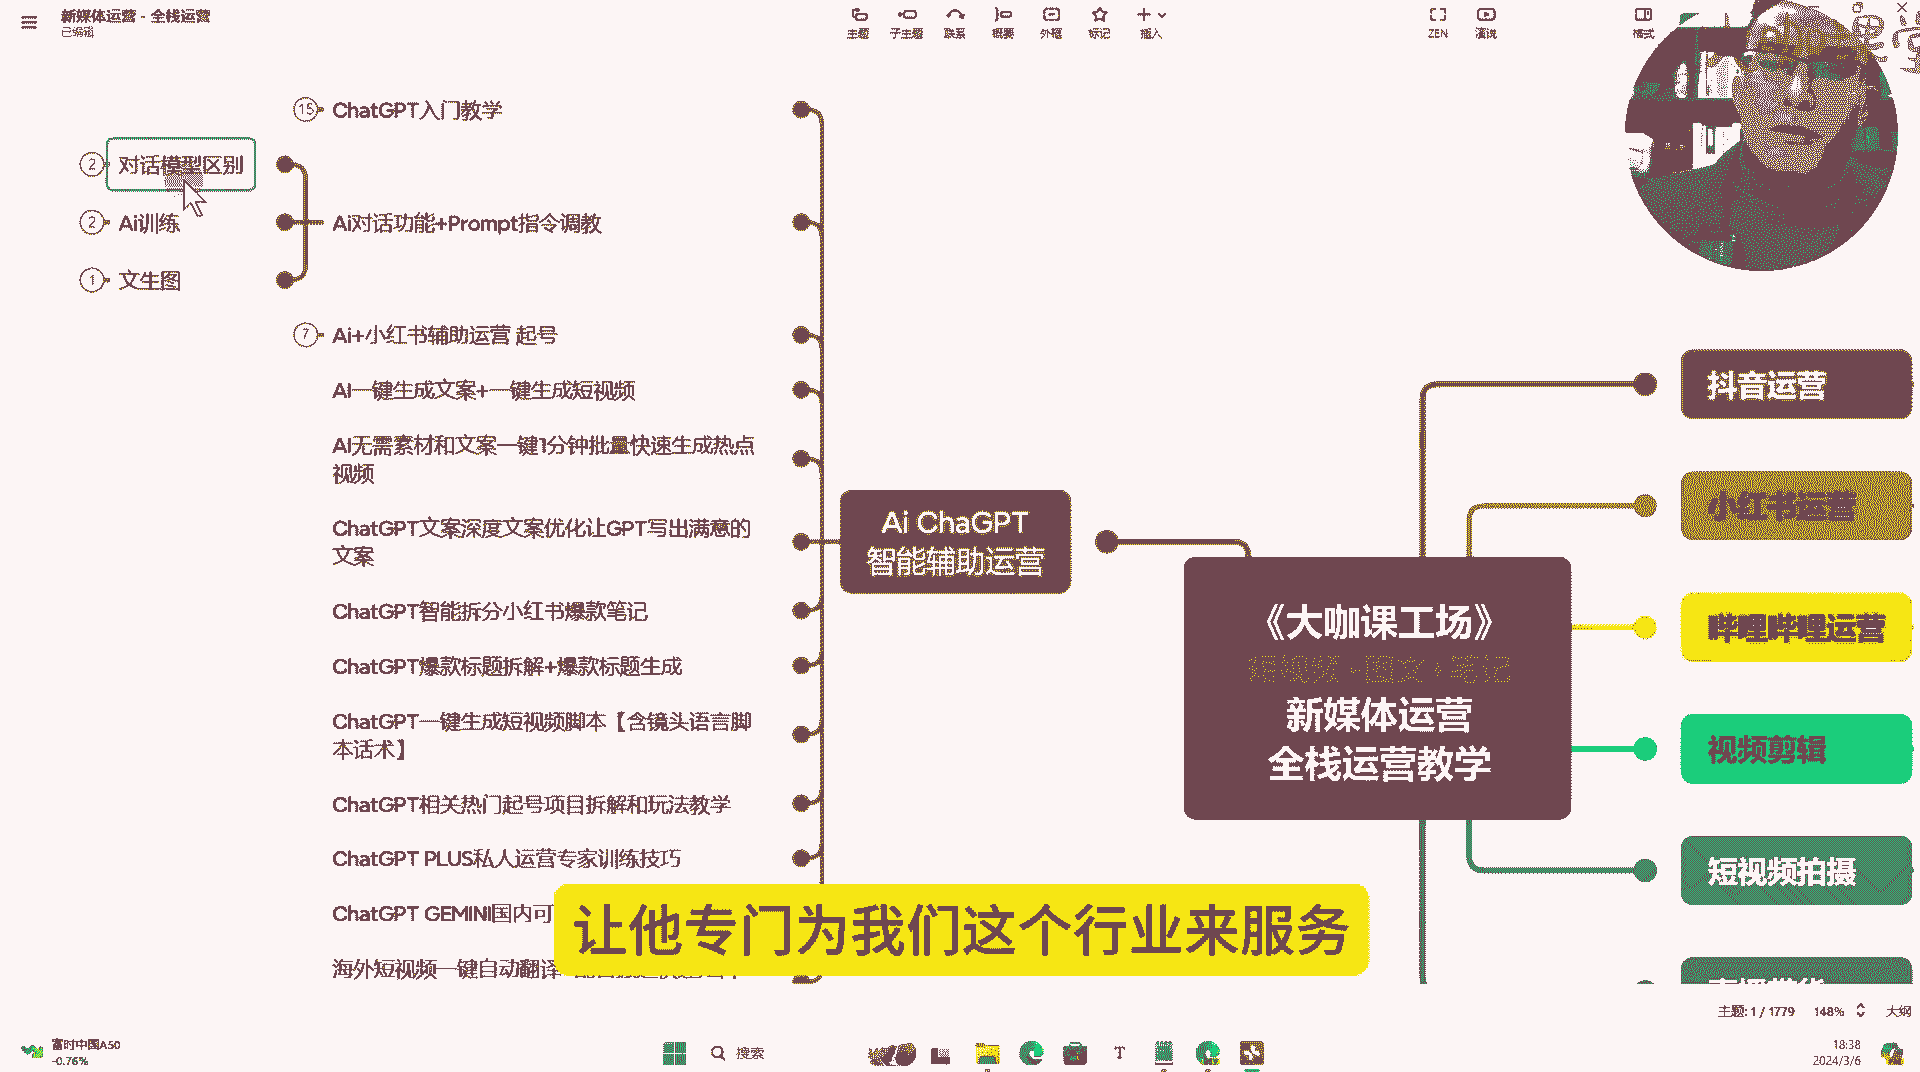 新媒体运营 - 全栈运营
已编辑
主题
子主题
联系
概要
外框
标记
插入
ZEN
演说
格式
15
ChatGPT入门教学
2
对话模型区别
2
Ai训练
1
文生图
Ai对话功能+Prompt指令调教
7
Ai+小红书辅助运营 起号
AI一键生成文案+一键生成短视频
AI无需素材和文案一键1分钟批量快速生成热点
视频
ChatGPT文案深度文案优化让GPT写出满意的
文案
ChatGPT智能拆分小红书爆款笔记
ChatGPT爆款标题拆解+爆款标题生成
ChatGPT一键生成短视频脚本【含镜头语言脚
本话术】
ChatGPT相关热门起号项目拆解和玩法教学
ChatGPT PLUS私人运营专家训练技巧
ChatGPT GEMINI国内可
海外短视频一键自动翻译
Ai ChaGPT
智能辅助运营
《大咖课工场》
短视频·图文·笔记
新媒体运营
全栈运营教学
抖音运营
小红书运营
哔哩哔哩运营
视频剪辑
短视频拍摄
让他专门为我们这个行业来服务
主题: 1 / 1779
148%
大纲
富时中国A50
-0.76%
搜索
18:38
2024/3/6